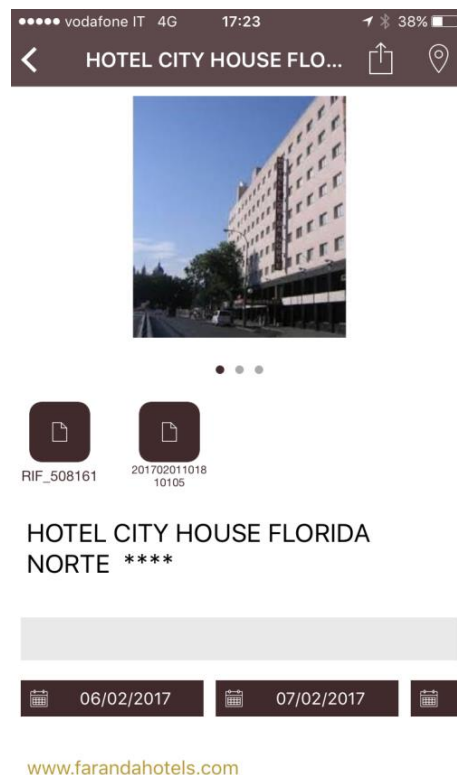 vodafone IT 4G 17:23 38%
HOTEL CITY HOUSE FLO...
RIF_508161
201702011018
10105
HOTEL CITY HOUSE FLORIDA
NORTE ****
06/02/2017 07/02/2017
www.farandahotels.com